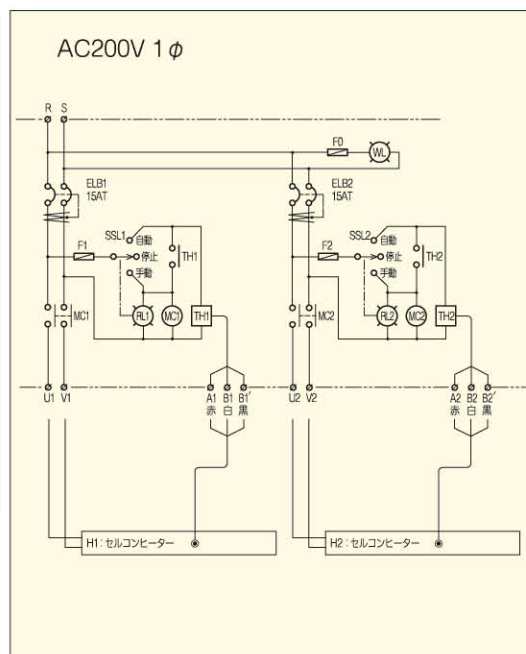 AC200V 1φ
R S
F0 WL
ELB1
15AT
ELB2
15AT
SSL1 自動
F1 停止 TH1
手動
SSL2 自動
F2 停止 TH2
手動
MC1 RL1 MC1 TH1
MC2 RL2 MC2 TH2
U1 V1 A1 B1 B1′ U2 V2 A2 B2 B2′
赤 白 黒 赤 白 黒
H1:セルコンヒーター
H2:セルコンヒーター